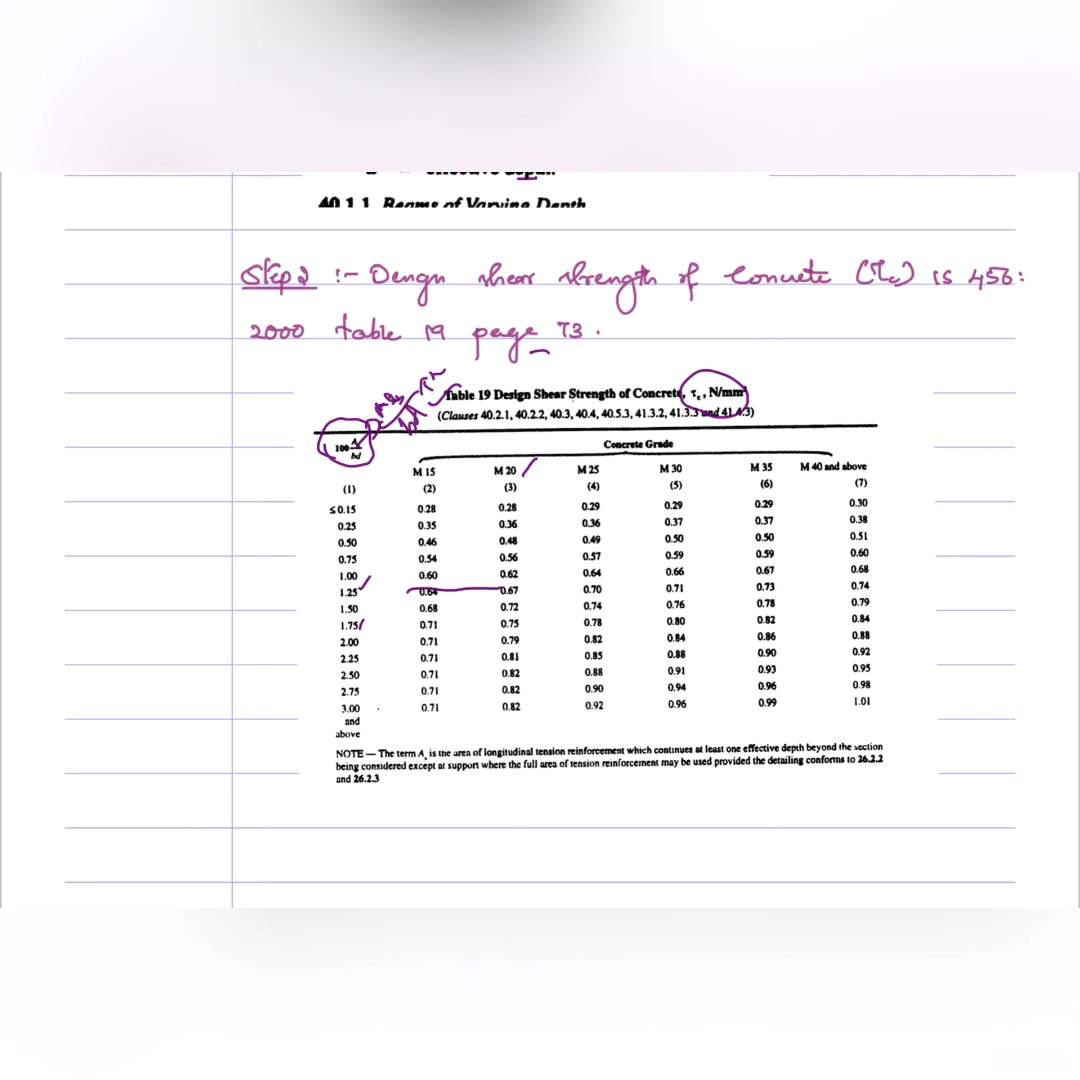 40.1.1 Beams of Varying Depth
Step 2 :- Design shear strength of Concrete (τc) IS 456:
2000 table 19 page 73.
Table 19 Design Shear Strength of Concrete, τc, N/mm²
(Clauses 40.2.1, 40.2.2, 40.3, 40.4, 40.5.3, 41.3.2, 41.3.3 and 41.4.3)
100 As/bd Concrete Grade
M 15 M 20 M 25 M 30 M 35 M 40 and above
(1) (2) (3) (4) (5) (6) (7)
≤0.15 0.28 0.28 0.29 0.29 0.29 0.30
0.25 0.35 0.36 0.36 0.37 0.37 0.38
0.50 0.46 0.48 0.49 0.50 0.50 0.51
0.75 0.54 0.56 0.57 0.59 0.59 0.60
1.00 0.60 0.62 0.64 0.66 0.67 0.68
1.25 0.64 0.67 0.70 0.71 0.73 0.74
1.50 0.68 0.72 0.74 0.76 0.78 0.79
1.75 0.71 0.75 0.78 0.80 0.82 0.84
2.00 0.71 0.79 0.82 0.84 0.86 0.88
2.25 0.71 0.81 0.85 0.88 0.90 0.92
2.50 0.71 0.82 0.88 0.91 0.93 0.95
2.75 0.71 0.82 0.90 0.94 0.96 0.98
3.00 0.71 0.82 0.92 0.96 0.99 1.01
and
above
NOTE — The term As is the area of longitudinal tension reinforcement which continues at least one effective depth beyond the section
being considered except at support where the full area of tension reinforcement may be used provided the detailing conforms to 26.2.2
and 26.2.3